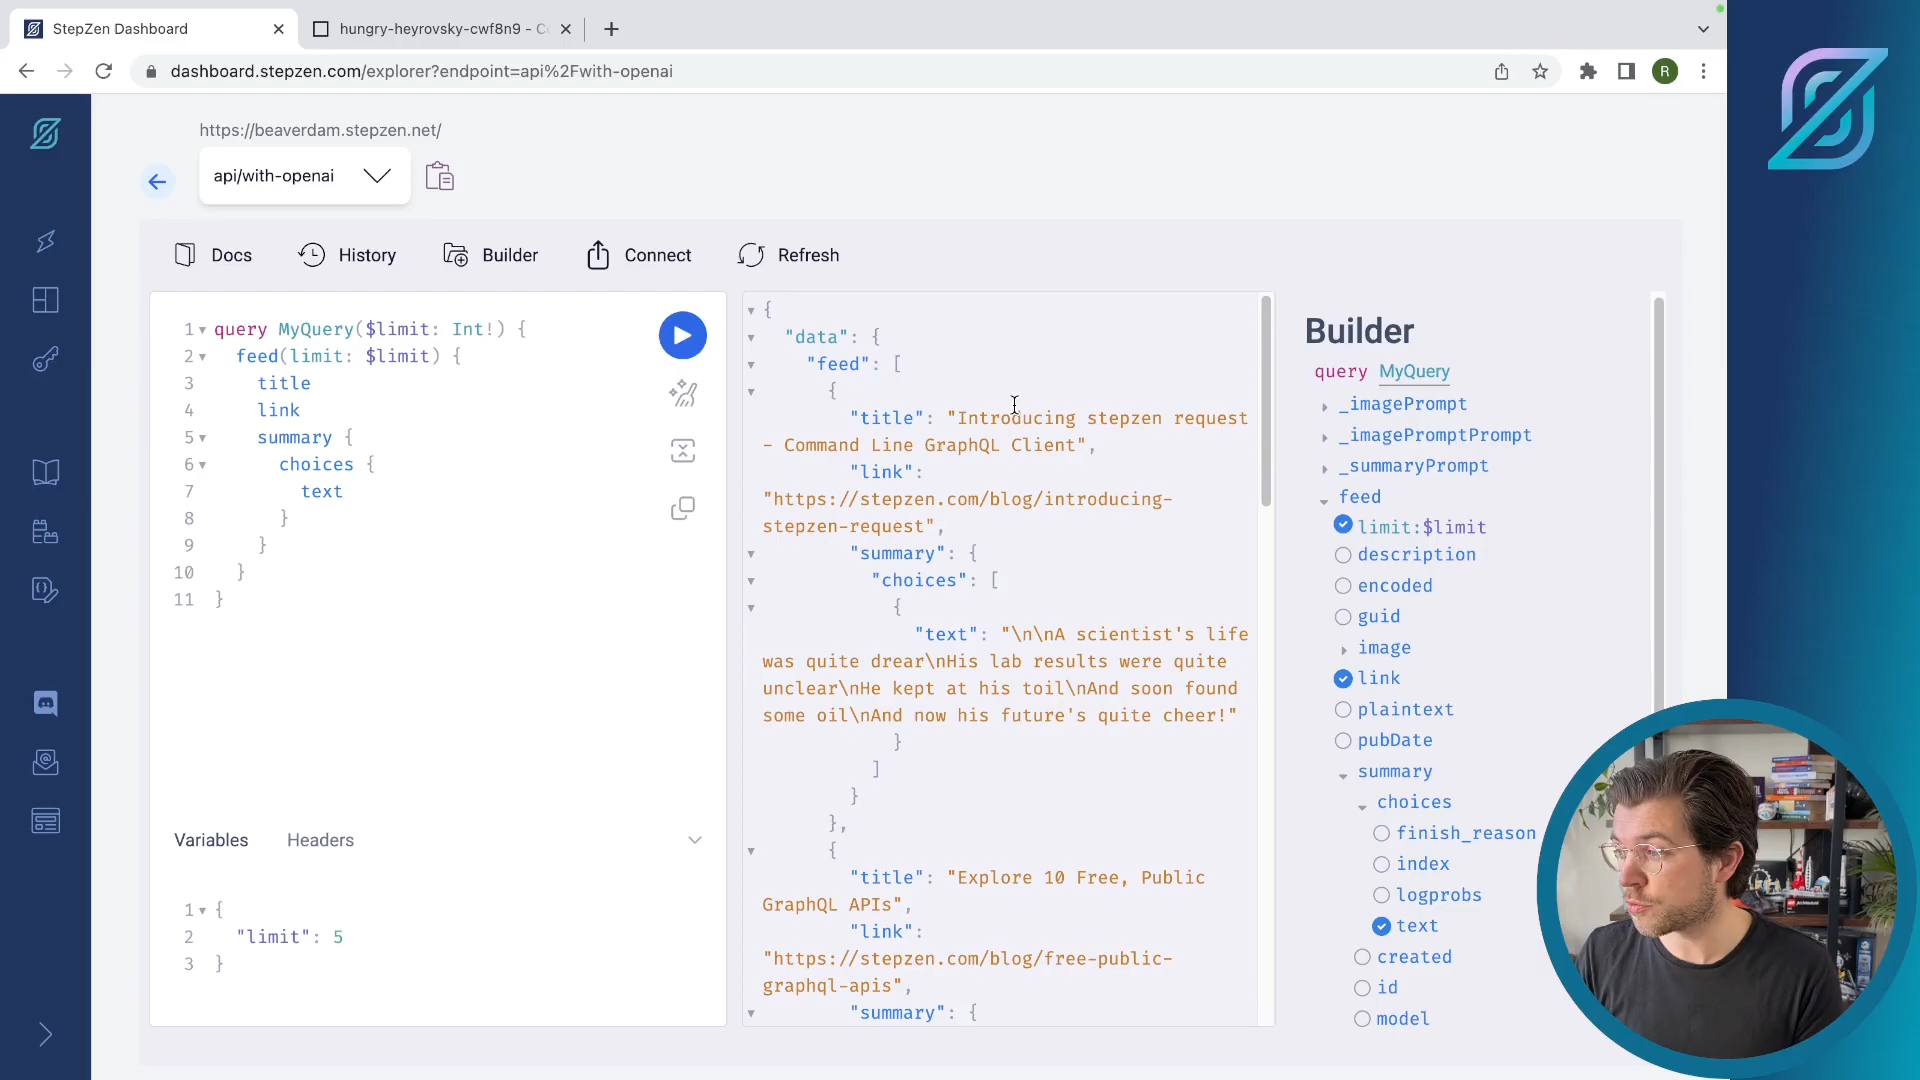 StepZen Dashboard
hungry-heyrovsky-cwf8n9 - C
dashboard.stepzen.com/explorer?endpoint=api%2Fwith-openai
R
https://beaverdam.stepzen.net/
api/with-openai
Docs
History
Builder
Connect
Refresh
1 query MyQuery($limit: Int!) {
2 feed(limit: $limit) {
3 title
4 link
5 summary {
6 choices {
7 text
8 }
9 }
10 }
11 }
Variables
Headers
1 {
2 "limit": 5
3 }
{
"data": {
"feed": [
{
"title": "Introducing stepzen request
– Command Line GraphQL Client",
"link":
"https://stepzen.com/blog/introducing-
stepzen-request",
"summary": {
"choices": [
{
"text": "\n\nA scientist's life
was quite drear\nHis lab results were quite
unclear\nHe kept at his toil\nAnd soon found
some oil\nAnd now his future's quite cheer!"
}
]
}
},
{
"title": "Explore 10 Free, Public
GraphQL APIs",
"link":
"https://stepzen.com/blog/free-public-
graphql-apis",
"summary": {
Builder
query MyQuery
_imagePrompt
_imagePromptPrompt
_summaryPrompt
feed
limit:$limit
description
encoded
guid
image
link
plaintext
pubDate
summary
choices
finish_reason
index
logprobs
text
created
id
model